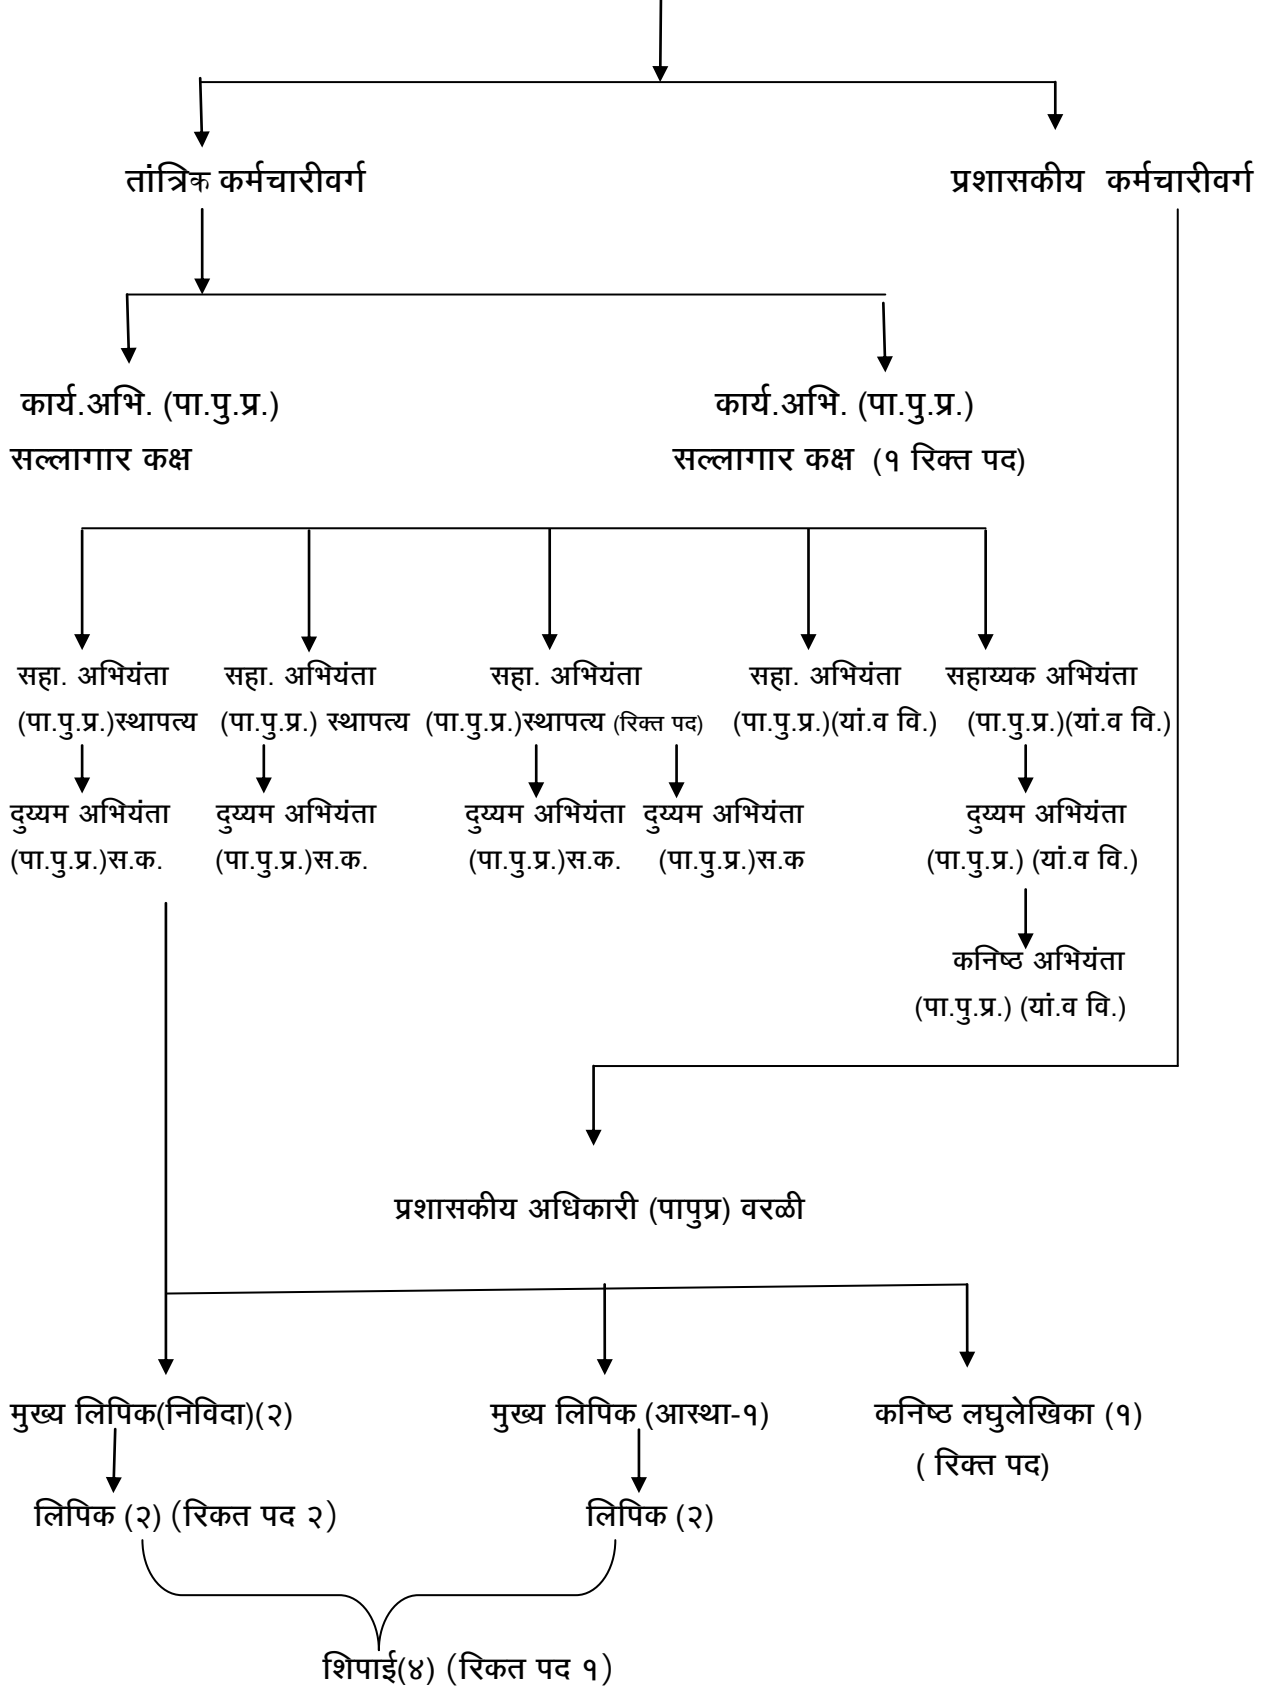 तांत्रिक कर्मचारीवर्ग
प्रशासकीय कर्मचारीवर्ग
कार्य.अभि. (पा.पु.प्र.)
सल्लागार कक्ष
कार्य.अभि. (पा.पु.प्र.)
सल्लागार कक्ष (१ रिक्त पद)
सहा. अभियंता
(पा.पु.प्र.)स्थापत्य
सहा. अभियंता
(पा.पु.प्र.) स्थापत्य
सहा. अभियंता
(पा.पु.प्र.)स्थापत्य (रिक्त पद)
सहा. अभियंता
(पा.पु.प्र.)(यां.व वि.)
सहाय्यक अभियंता
(पा.पु.प्र.)(यां.व वि.)
दुय्यम अभियंता
(पा.पु.प्र.)स.क.
दुय्यम अभियंता
(पा.पु.प्र.)स.क.
दुय्यम अभियंता
(पा.पु.प्र.)स.क.
दुय्यम अभियंता
(पा.पु.प्र.)स.क
दुय्यम अभियंता
(पा.पु.प्र.) (यां.व वि.)
कनिष्ठ अभियंता
(पा.पु.प्र.) (यां.व वि.)
प्रशासकीय अधिकारी (पापुप्र) वरळी
मुख्य लिपिक(निविदा)(२)
मुख्य लिपिक (आस्था-१)
कनिष्ठ लघुलेखिका (१)
( रिक्त पद)
लिपिक (२) (रिकत पद २)
लिपिक (२)
शिपाई(४) (रिकत पद १)